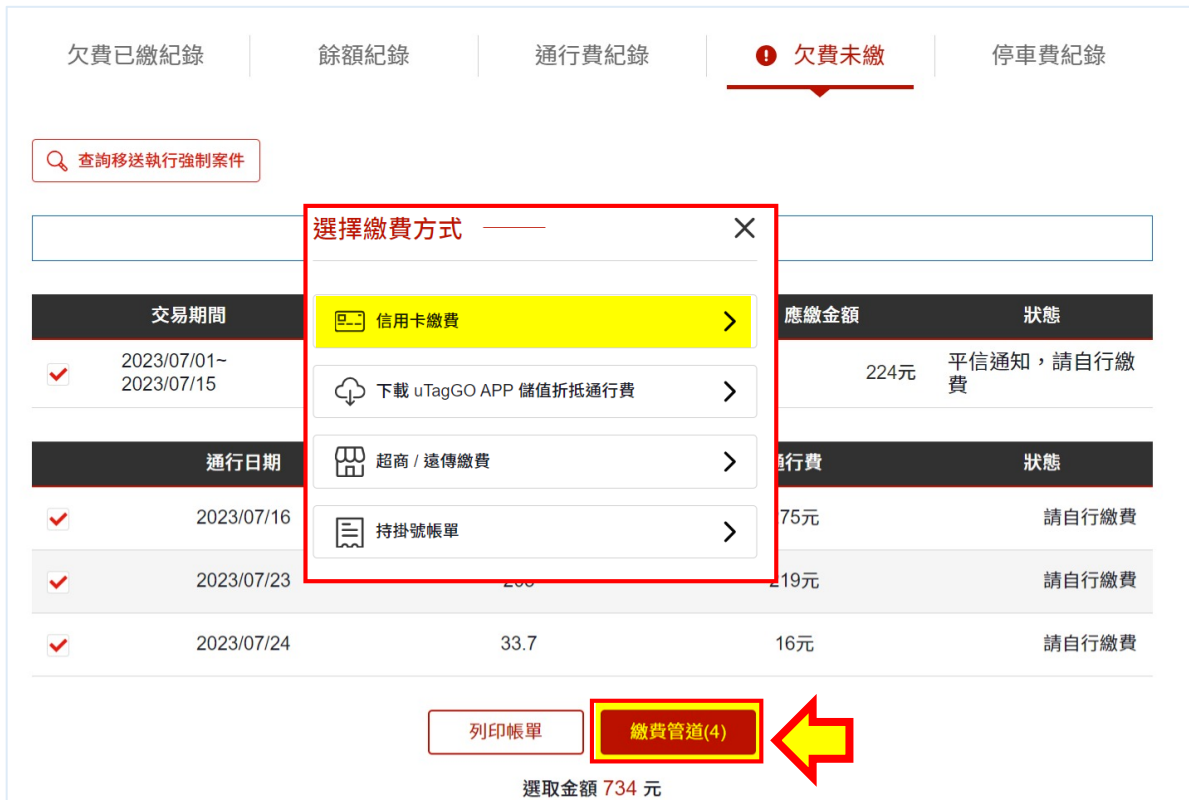 欠費已繳紀錄
餘額紀錄
通行費紀錄
欠費未繳
停車費紀錄
查詢移送執行強制案件
選擇繳費方式
信用卡繳費
下載 uTagGO APP 儲值折抵通行費
超商 / 遠傳繳費
持掛號帳單
交易期間
應繳金額
狀態
2023/07/01~
2023/07/15
224元
平信通知，請自行繳
費
通行日期
行費
狀態
2023/07/16
75元
請自行繳費
2023/07/23
219元
請自行繳費
2023/07/24
33.7
16元
請自行繳費
列印帳單
繳費管道(4)
選取金額 734 元